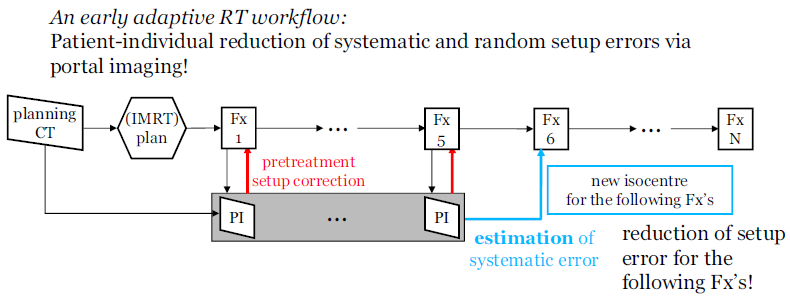 An early adaptive RT workflow:
Patient-individual reduction of systematic and random setup errors via
portal imaging!
planning
CT
(IMRT)
plan
Fx
1
...
Fx
5
Fx
6
...
Fx
N
pretreatment
setup correction
new isocentre
for the following Fx's
PI
...
PI
estimation of
systematic error
reduction of setup
error for the
following Fx's!